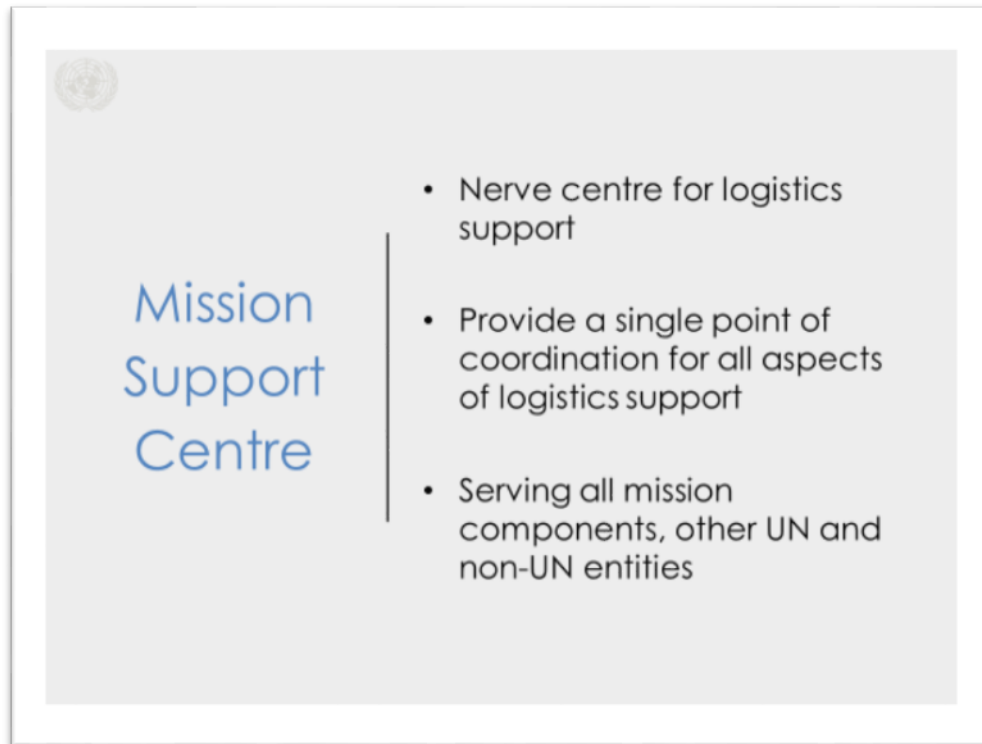 Mission
Support
Centre
• Nerve centre for logistics
support
• Provide a single point of
coordination for all aspects
of logistics support
• Serving all mission
components, other UN and
non-UN entities